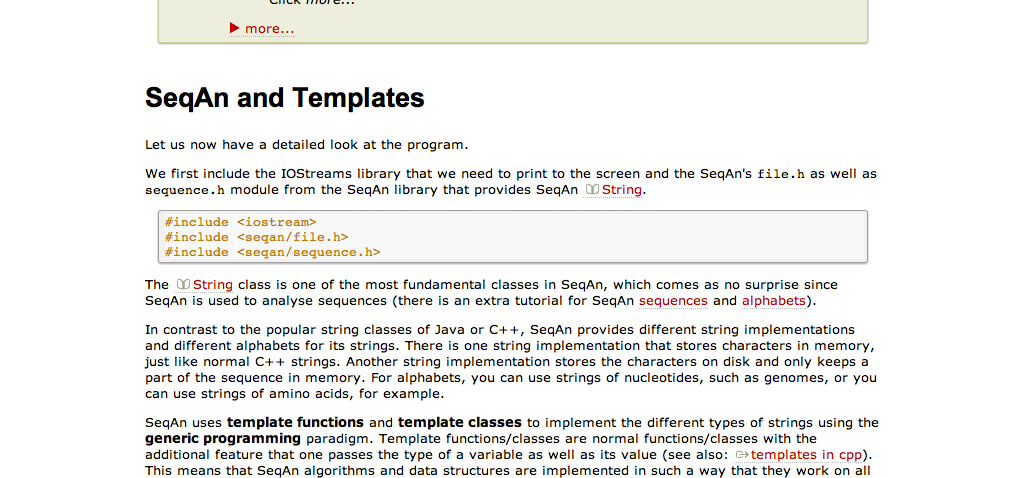 Click more...
▶ more...
SeqAn and Templates
Let us now have a detailed look at the program.
We first include the IOStreams library that we need to print to the screen and the SeqAn's file.h as well as
sequence.h module from the SeqAn library that provides SeqAn String.
#include <iostream>
#include <seqan/file.h>
#include <seqan/sequence.h>
The String class is one of the most fundamental classes in SeqAn, which comes as no surprise since
SeqAn is used to analyse sequences (there is an extra tutorial for SeqAn sequences and alphabets).
In contrast to the popular string classes of Java or C++, SeqAn provides different string implementations
and different alphabets for its strings. There is one string implementation that stores characters in memory,
just like normal C++ strings. Another string implementation stores the characters on disk and only keeps a
part of the sequence in memory. For alphabets, you can use strings of nucleotides, such as genomes, or you
can use strings of amino acids, for example.
SeqAn uses template functions and template classes to implement the different types of strings using the
generic programming paradigm. Template functions/classes are normal functions/classes with the
additional feature that one passes the type of a variable as well as its value (see also: templates in cpp).
This means that SeqAn algorithms and data structures are implemented in such a way that they work on all